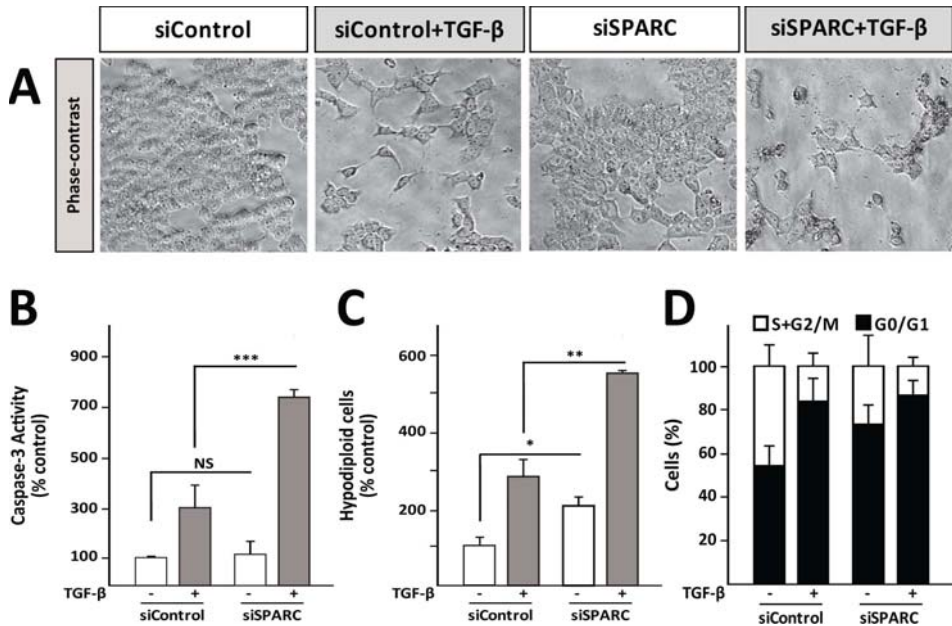 siControl
siControl+TGF-β
siSPARC
siSPARC+TGF-β
A
Phase-contrast
B
Caspase-3 Activity
(% control)
900
700
500
300
100
***
NS
TGF-β
- + - +
siControl siSPARC
C
Hypodiploid cells
(% control)
600
400
200
**
*
- + - +
siControl siSPARC
D
S+G2/M G0/G1
Cells (%)
100
80
60
40
20
TGF-β
- + - +
siControl siSPARC